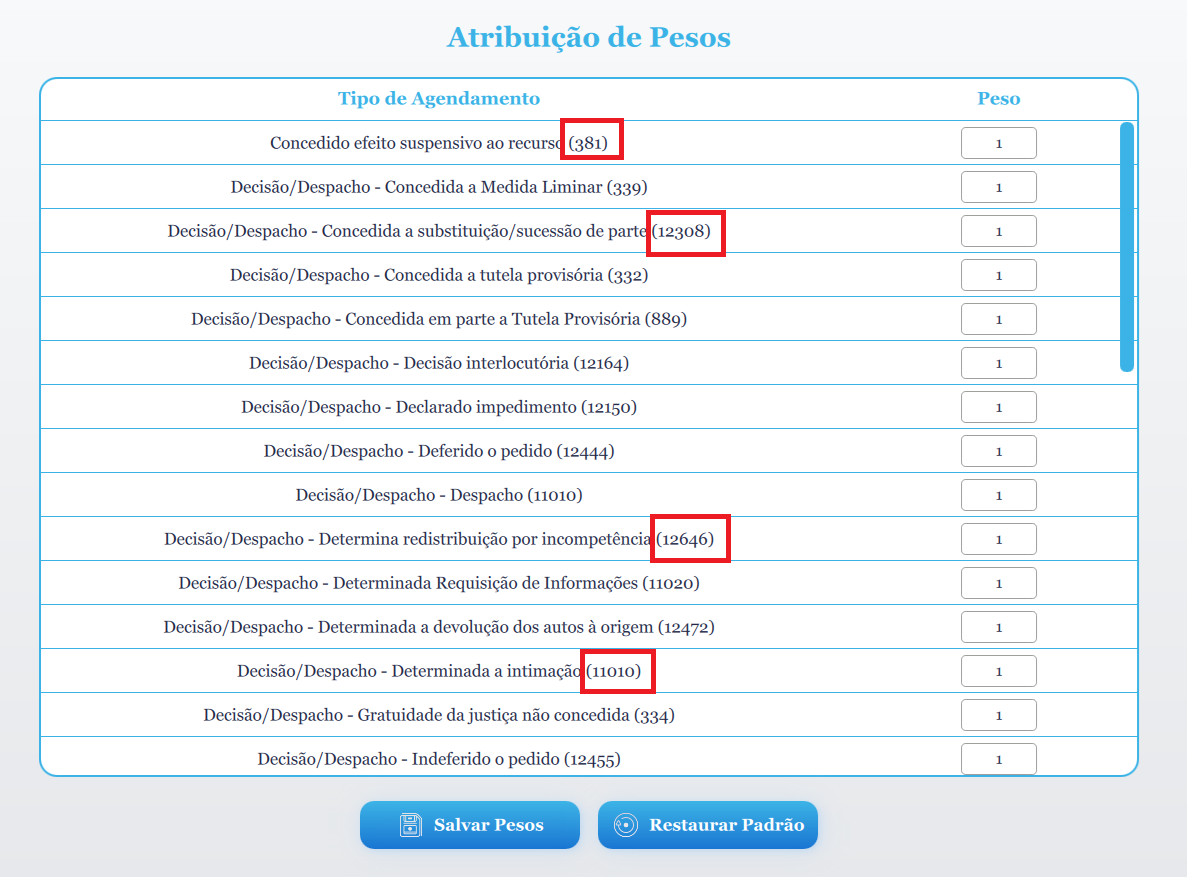 Atribuição de Pesos
Tipo de Agendamento Peso
Concedido efeito suspensivo ao recurso (381) 1
Decisão/Despacho - Concedida a Medida Liminar (339) 1
Decisão/Despacho - Concedida a substituição/sucessão de parte (12308) 1
Decisão/Despacho - Concedida a tutela provisória (332) 1
Decisão/Despacho - Concedida em parte a Tutela Provisória (889) 1
Decisão/Despacho - Decisão interlocutória (12164) 1
Decisão/Despacho - Declarado impedimento (12150) 1
Decisão/Despacho - Deferido o pedido (12444) 1
Decisão/Despacho - Despacho (11010) 1
Decisão/Despacho - Determina redistribuição por incompetência (12646) 1
Decisão/Despacho - Determinada Requisição de Informações (11020) 1
Decisão/Despacho - Determinada a devolução dos autos à origem (12472) 1
Decisão/Despacho - Determinada a intimação (11010) 1
Decisão/Despacho - Gratuidade da justiça não concedida (334) 1
Decisão/Despacho - Indeferido o pedido (12455) 1
Salvar Pesos Restaurar Padrão